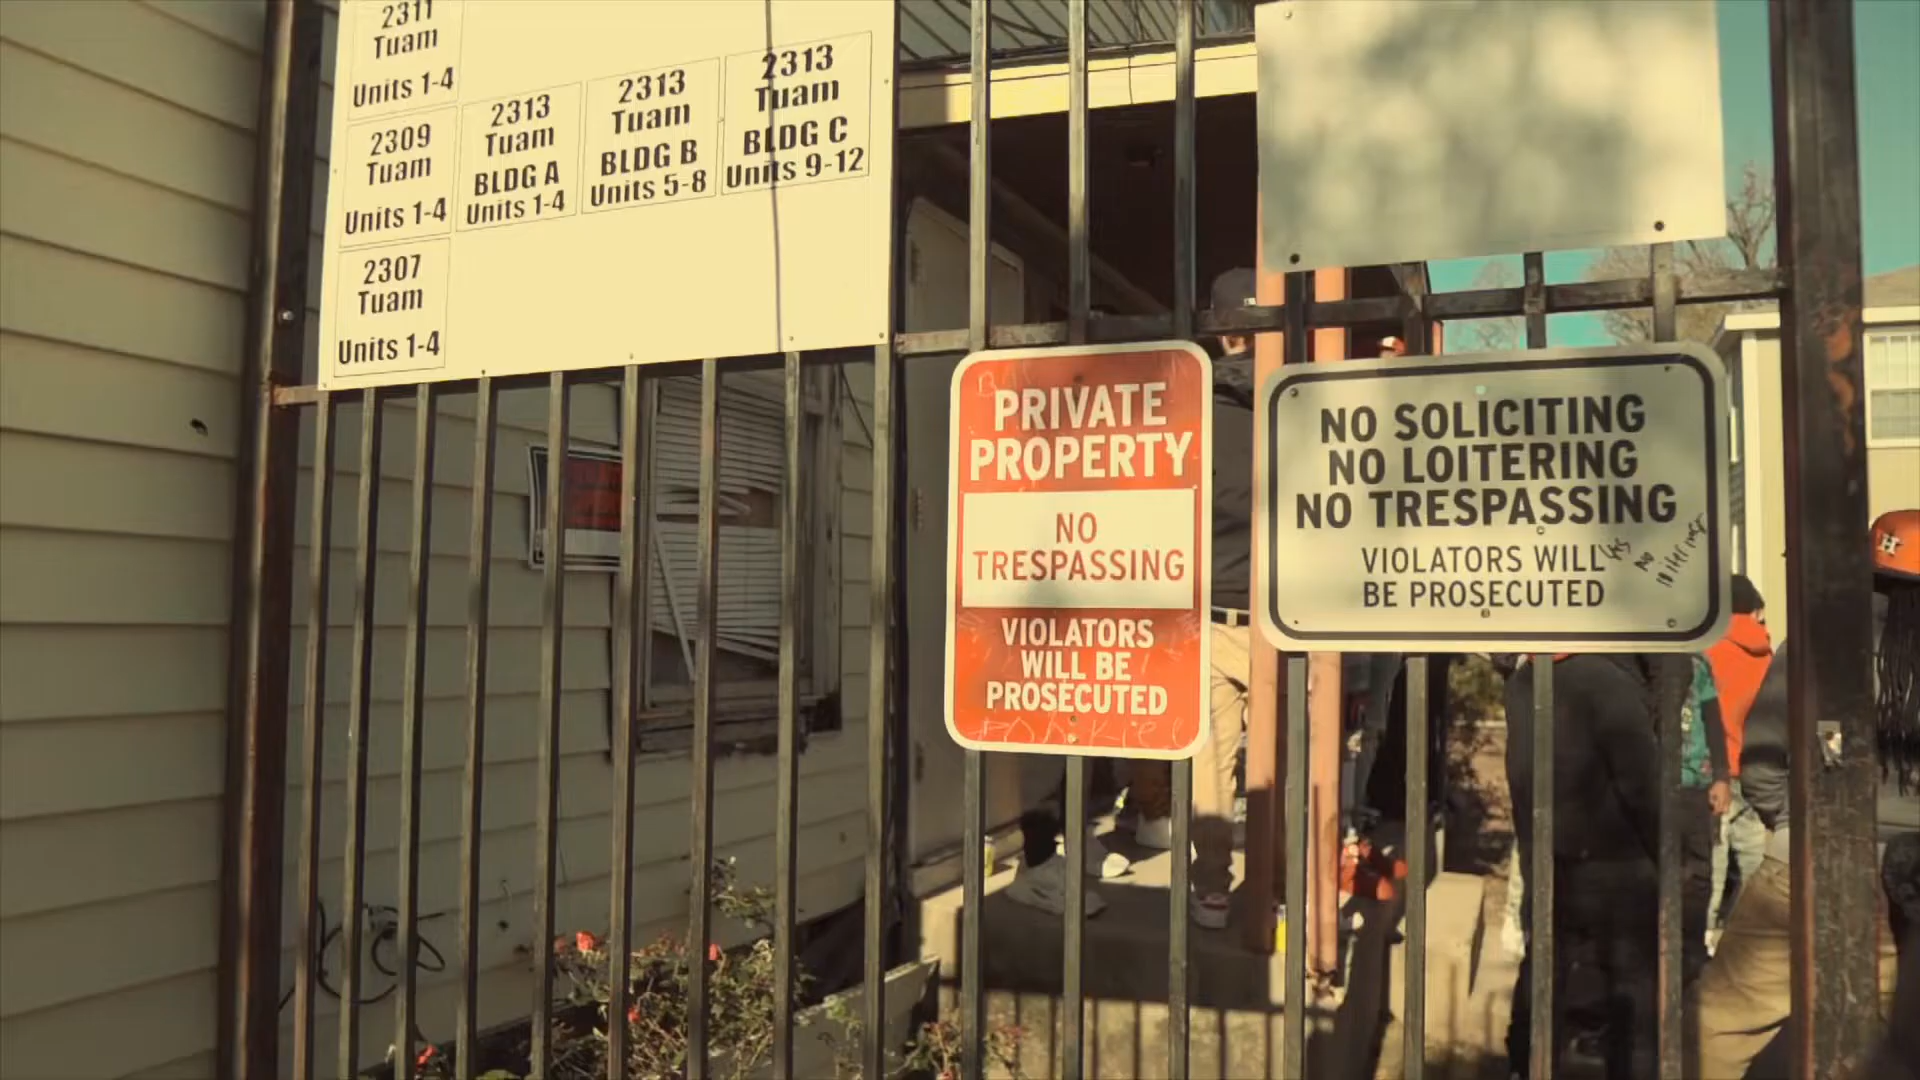 2311
Tuam
Units 1-4
2309
Tuam
Units 1-4
2307
Tuam
Units 1-4
2313
Tuam
BLDG A
Units 1-4
2313
Tuam
BLDG B
Units 5-8
2313
Tuam
BLDG C
Units 9-12
PRIVATE
PROPERTY
NO
TRESPASSING
VIOLATORS
WILL BE
PROSECUTED
NO SOLICITING
NO LOITERING
NO TRESPASSING
VIOLATORS WILL
BE PROSECUTED
H